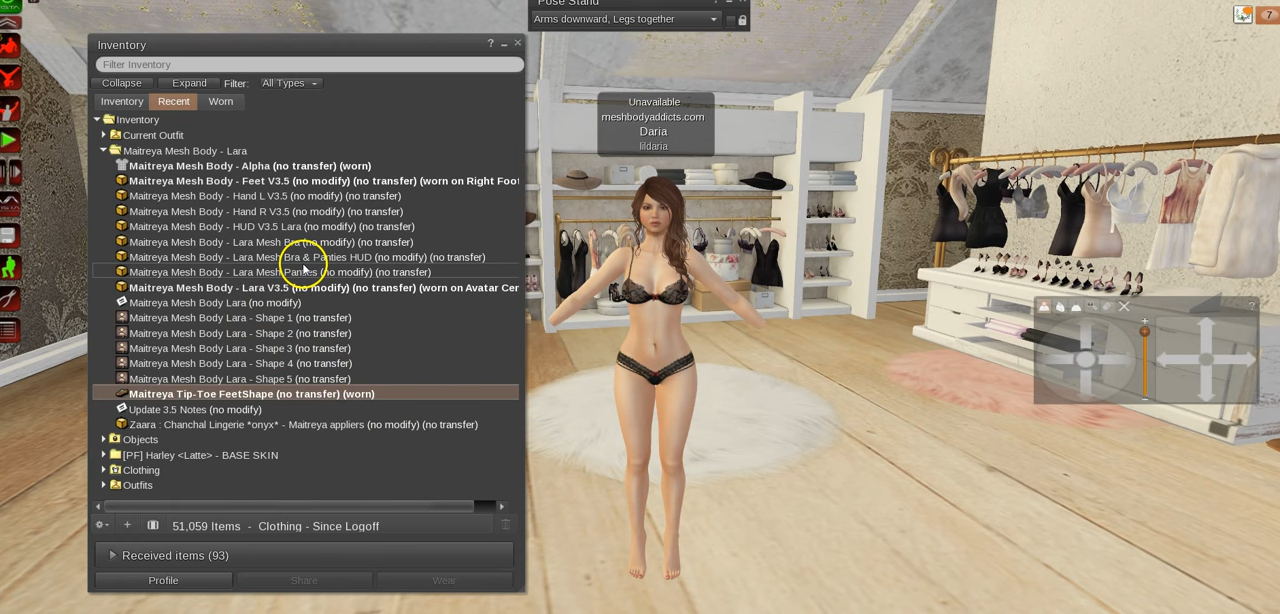 Pose Stand
Arms downward, Legs together
7
Inventory
?
Filter Inventory
Collapse Expand Filter: All Types
Inventory Recent Worn
Inventory
Current Outfit
Maitreya Mesh Body - Lara
Maitreya Mesh Body - Alpha (no transfer) (worn)
Maitreya Mesh Body - Feet V3.5 (no modify) (no transfer) (worn on Right Foot
Maitreya Mesh Body - Hand L V3.5 (no modify) (no transfer)
Maitreya Mesh Body - Hand R V3.5 (no modify) (no transfer)
Maitreya Mesh Body - HUD V3.5 Lara (no modify) (no transfer)
Maitreya Mesh Body - Lara Mesh Bra (no modify) (no transfer)
Maitreya Mesh Body - Lara Mesh Bra & Panties HUD (no modify) (no transfer)
Maitreya Mesh Body - Lara Mesh Panties (no modify) (no transfer)
Maitreya Mesh Body - Lara V3.5 (no modify) (no transfer) (worn on Avatar Cen
Maitreya Mesh Body Lara (no modify)
Maitreya Mesh Body Lara - Shape 1 (no transfer)
Maitreya Mesh Body Lara - Shape 2 (no transfer)
Maitreya Mesh Body Lara - Shape 3 (no transfer)
Maitreya Mesh Body Lara - Shape 4 (no transfer)
Maitreya Mesh Body Lara - Shape 5 (no transfer)
Maitreya Tip-Toe FeetShape (no transfer) (worn)
Update 3.5 Notes (no modify)
Zaara : Chanchal Lingerie *onyx* - Maitreya appliers (no modify) (no transfer)
Objects
[PF] Harley <Latte> - BASE SKIN
Clothing
Outfits
51,059 Items - Clothing - Since Logoff
Received items (93)
Profile Share Wear
Unavailable
meshbodyaddicts.com
Daria
lildaria
?